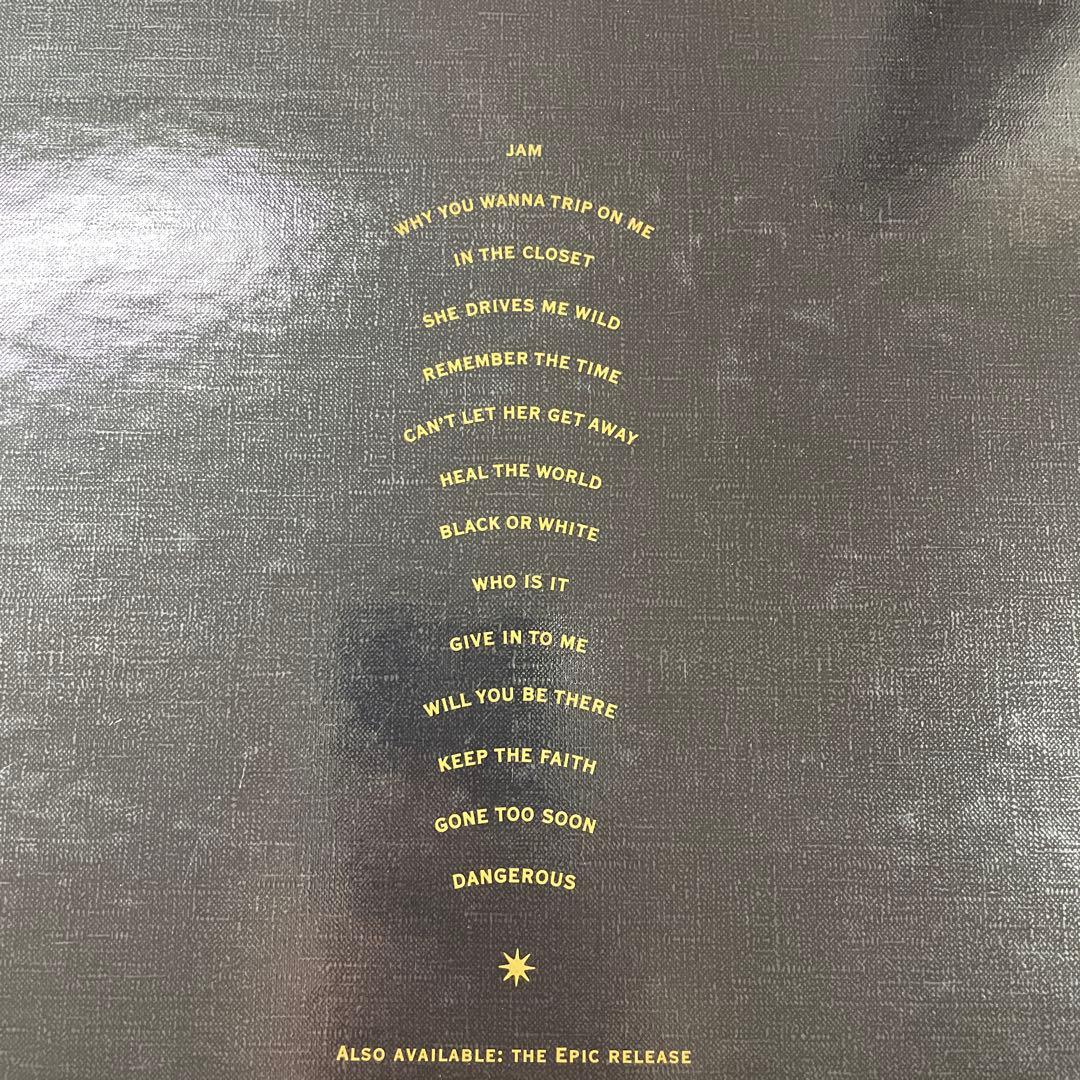 JAM
WHY YOU WANNA TRIP ON ME
IN THE CLOSET
SHE DRIVES ME WILD
REMEMBER THE TIME
CAN'T LET HER GET AWAY
HEAL THE WORLD
BLACK OR WHITE
WHO IS IT
GIVE IN TO ME
WILL YOU BE THERE
KEEP THE FAITH
GONE TOO SOON
DANGEROUS
ALSO AVAILABLE: THE EPIC RELEASE